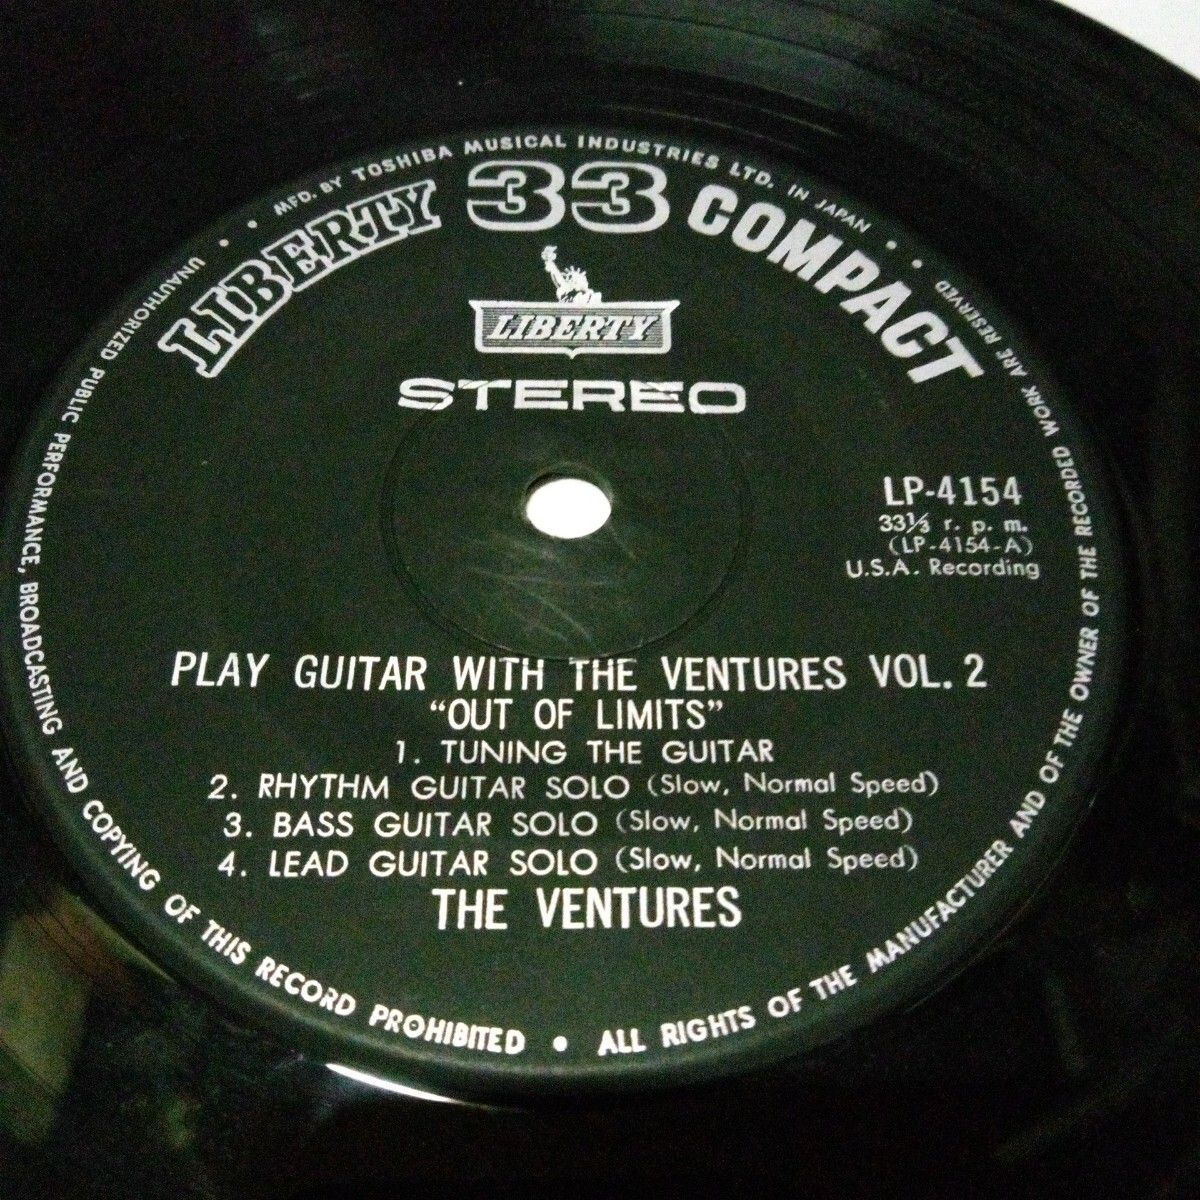 MFD. BY TOSHIBA MUSICAL INDUSTRIES LTD. IN JAPAN
LIBERTY 33 COMPACT
LIBERTY
STEREO
LP-4154
33⅓ r. p. m.
(LP-4154-A)
U.S.A. Recording
PLAY GUITAR WITH THE VENTURES VOL. 2
“OUT OF LIMITS”
1. TUNING THE GUITAR
2. RHYTHM GUITAR SOLO (Slow, Normal Speed)
3. BASS GUITAR SOLO (Slow, Normal Speed)
4. LEAD GUITAR SOLO (Slow, Normal Speed)
THE VENTURES
UNAUTHORIZED PUBLIC PERFORMANCE, BROADCASTING AND COPYING OF THIS RECORD PROHIBITED • ALL RIGHTS OF THE MANUFACTURER AND OF THE OWNER OF THE RECORDED WORK ARE RESERVED